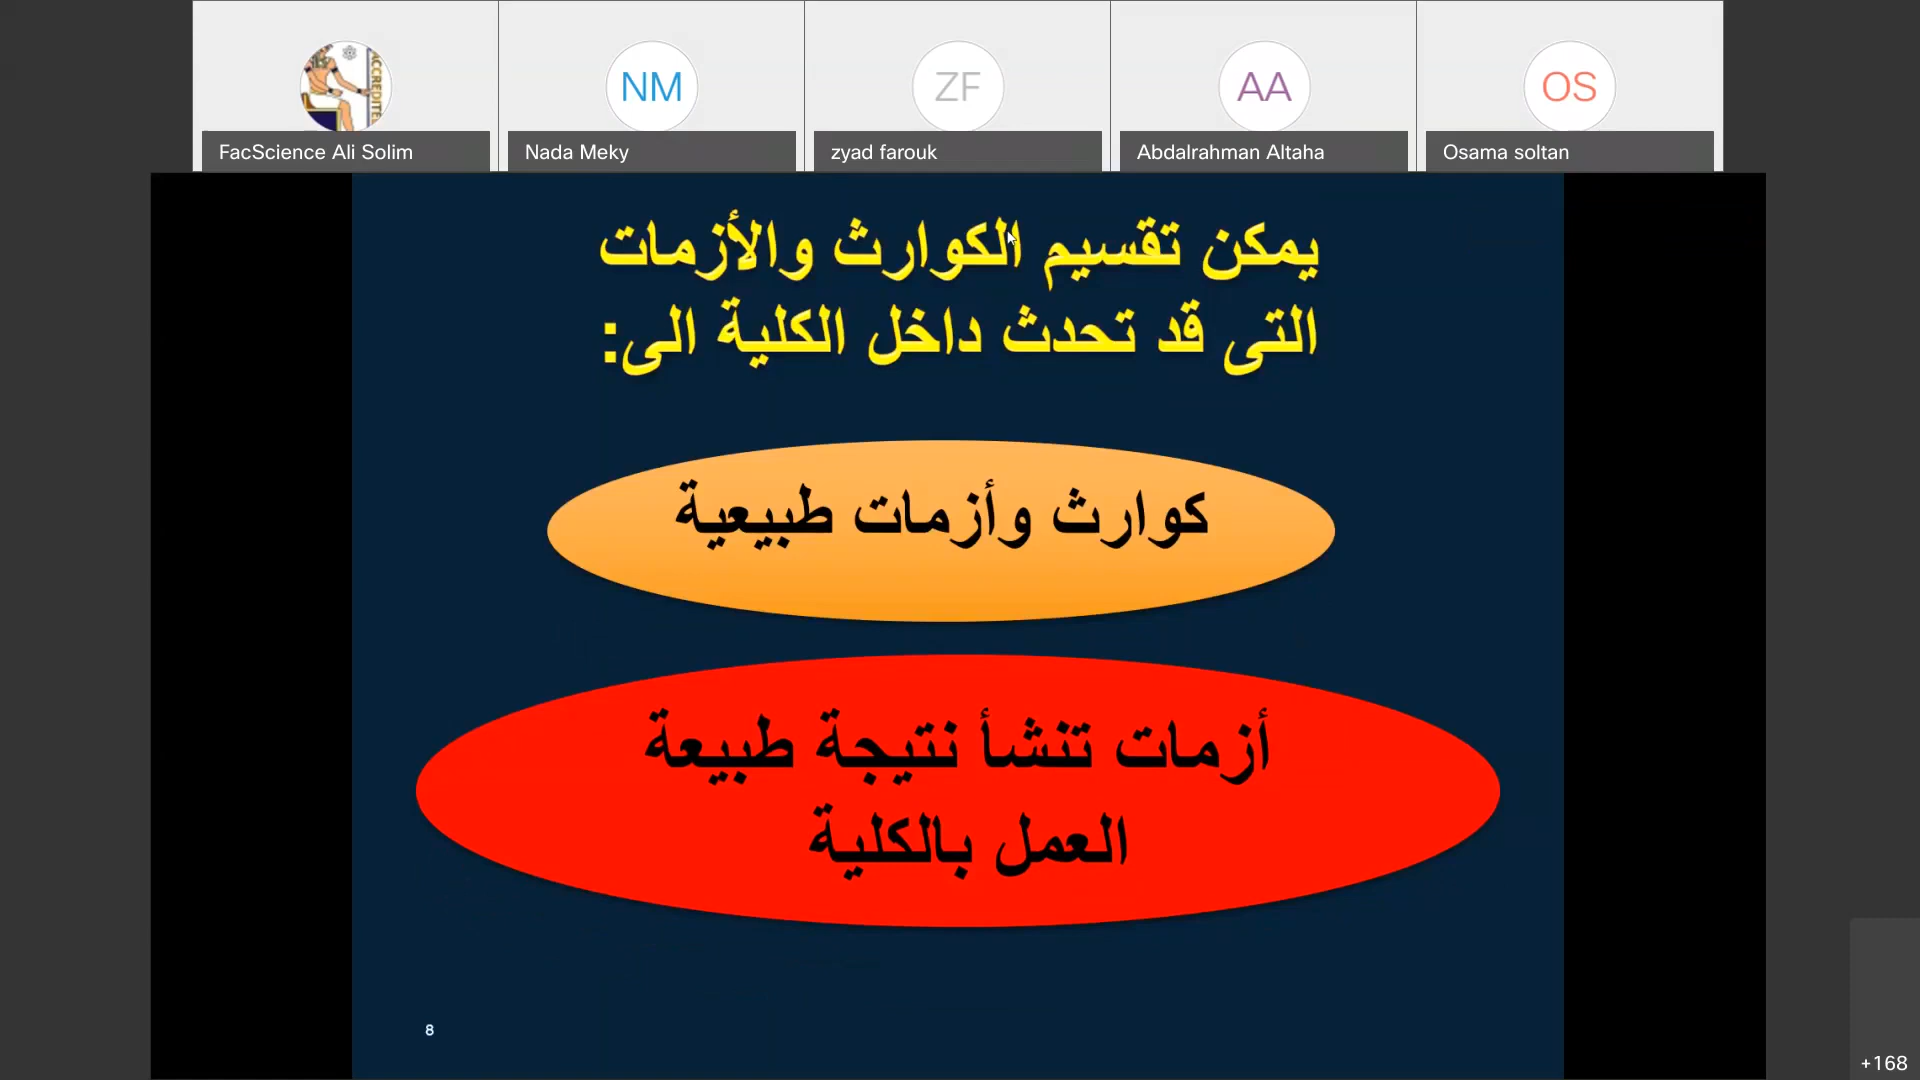 ACCREDITED
NM
ZF
AA
OS
FacScience Ali Solim
Nada Meky
zyad farouk
Abdalrahman Altaha
Osama soltan
يمكن تقسيم الكوارث والأزمات
التى قد تحدث داخل الكلية الى:
كوارث وأزمات طبيعية
أزمات تنشأ نتيجة طبيعة
العمل بالكلية
8
+168